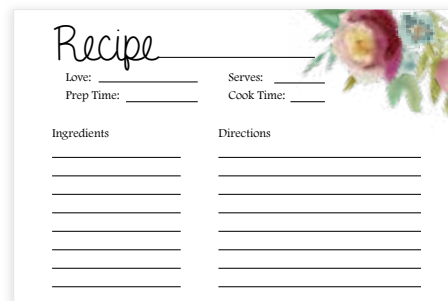 Recipe
Love: Serves:
Prep Time: Cook Time:
Ingredients Directions